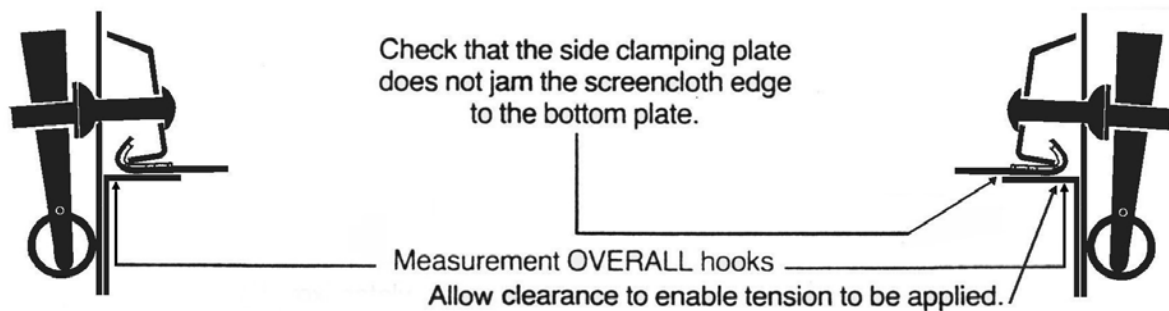 Check that the side clamping plate
does not jam the screencloth edge
to the bottom plate.
Measurement OVERALL hooks
Allow clearance to enable tension to be applied.